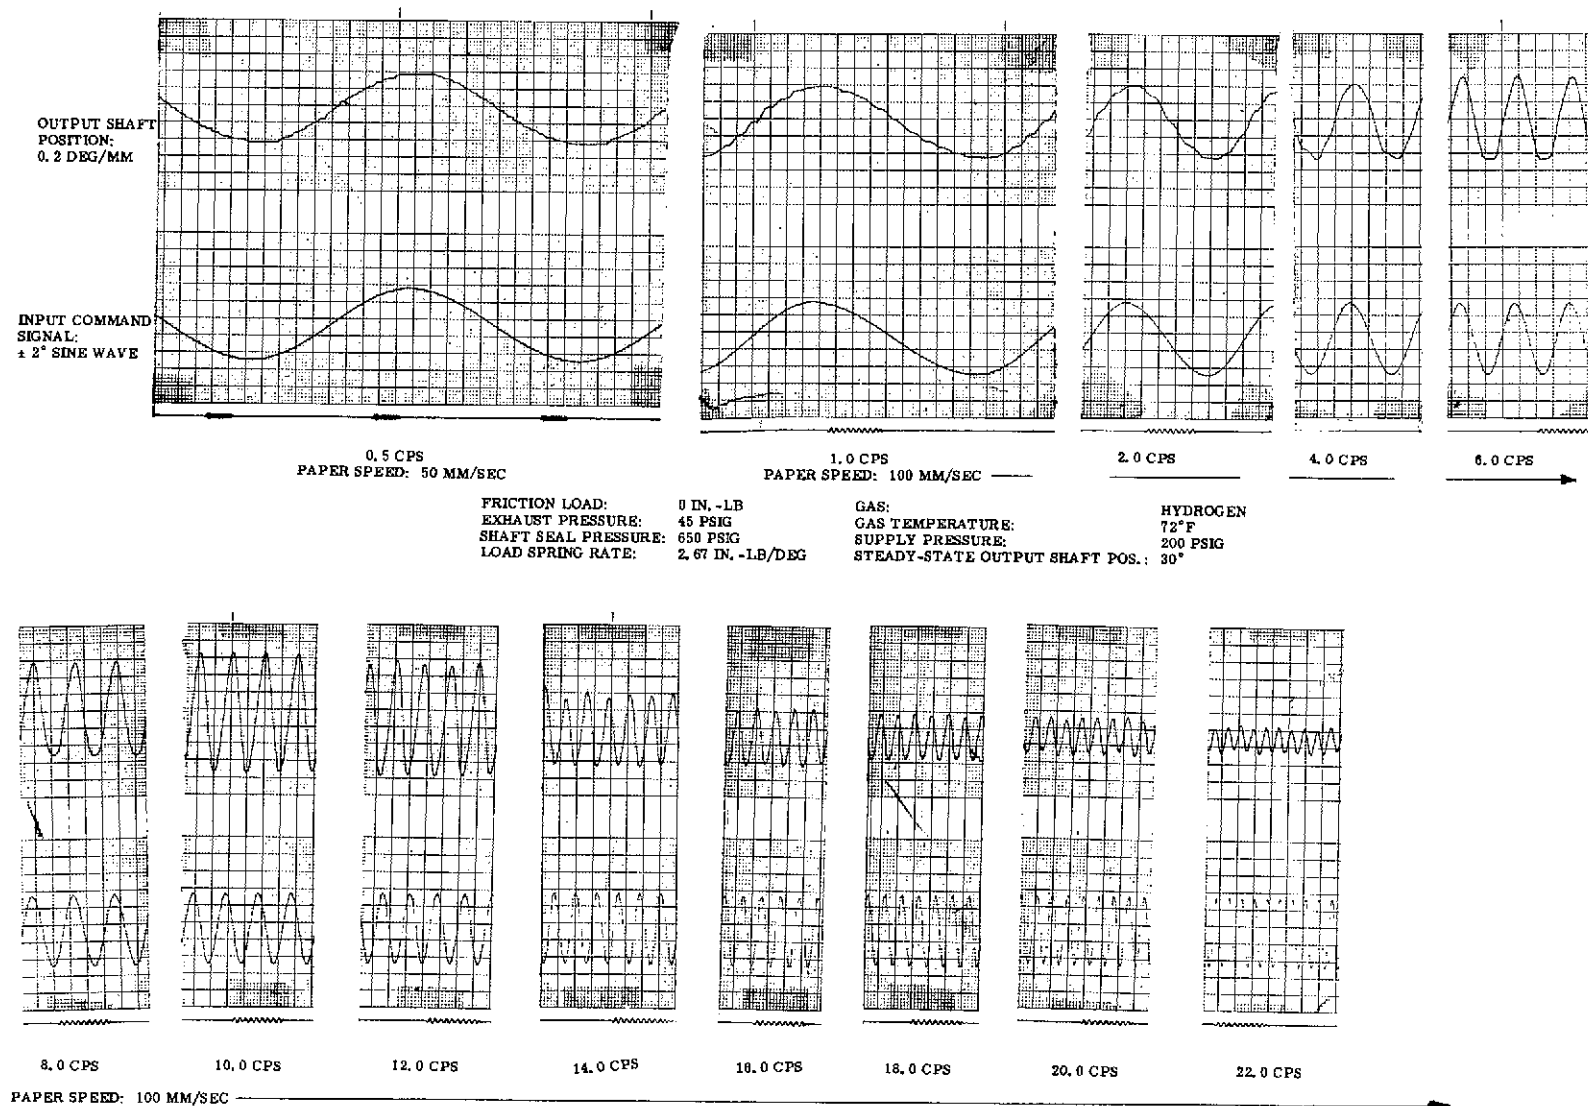 OUTPUT SHAFT
POSITION:
0.2 DEG/MM
INPUT COMMAND
SIGNAL:
± 2° SINE WAVE
0.5 CPS
PAPER SPEED: 50 MM/SEC
1.0 CPS
PAPER SPEED: 100 MM/SEC
2.0 CPS
4.0 CPS
6.0 CPS
FRICTION LOAD: 0 IN.-LB
EXHAUST PRESSURE: 45 PSIG
SHAFT SEAL PRESSURE: 650 PSIG
LOAD SPRING RATE: 2.67 IN.-LB/DEG
GAS: HYDROGEN
GAS TEMPERATURE: 72°F
SUPPLY PRESSURE: 200 PSIG
STEADY-STATE OUTPUT SHAFT POS.: 30°
8.0 CPS
10.0 CPS
12.0 CPS
14.0 CPS
16.0 CPS
18.0 CPS
20.0 CPS
22.0 CPS
PAPER SPEED: 100 MM/SEC